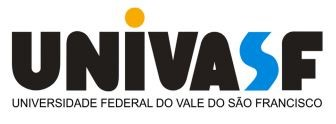 UNIVASF
UNIVERSIDADE FEDERAL DO VALE DO SÃO FRANCISCO